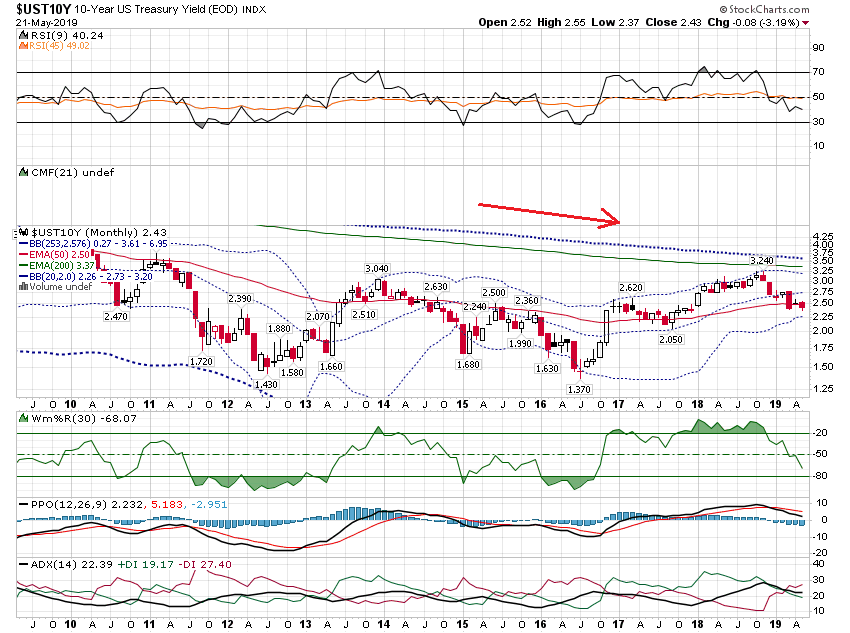 $UST10Y 10-Year US Treasury Yield (EOD) INDX
© StockCharts.com
21-May-2019
Open 2.52 High 2.55 Low 2.37 Close 2.43 Chg -0.08 (-3.19%)
RSI(9) 40.24
RSI(45) 49.02
90
70
50
30
10
CMF(21) undef
$UST10Y (Monthly) 2.43
BB(253,2.576) 0.27 - 3.61 - 6.95
EMA(50) 2.50
EMA(200) 3.37
BB(20,2.0) 2.26 - 2.73 - 3.20
Volume undef
4.25
4.00
3.75
3.50
3.25
3.00
2.75
2.50
2.25
2.00
1.75
1.50
1.25
2.470
1.720
2.390
1.430
1.880
1.580
2.070
1.660
3.040
2.510
2.630
1.680
2.240
2.500
1.990
2.360
1.630
1.370
2.620
2.050
3.240
J O 10 A J O 11 A J O 12 A J O 13 A J O 14 A J O 15 A J O 16 A J O 17 A J O 18 A J O 19 A
Wm%R(30) -68.07
-20
-50
-80
PPO(12,26,9) 2.232, 5.183, -2.951
10
0
-10
-20
ADX(14) 22.39 +DI 19.17 -DI 27.40
40
30
20
10
J O 10 A J O 11 A J O 12 A J O 13 A J O 14 A J O 15 A J O 16 A J O 17 A J O 18 A J O 19 A